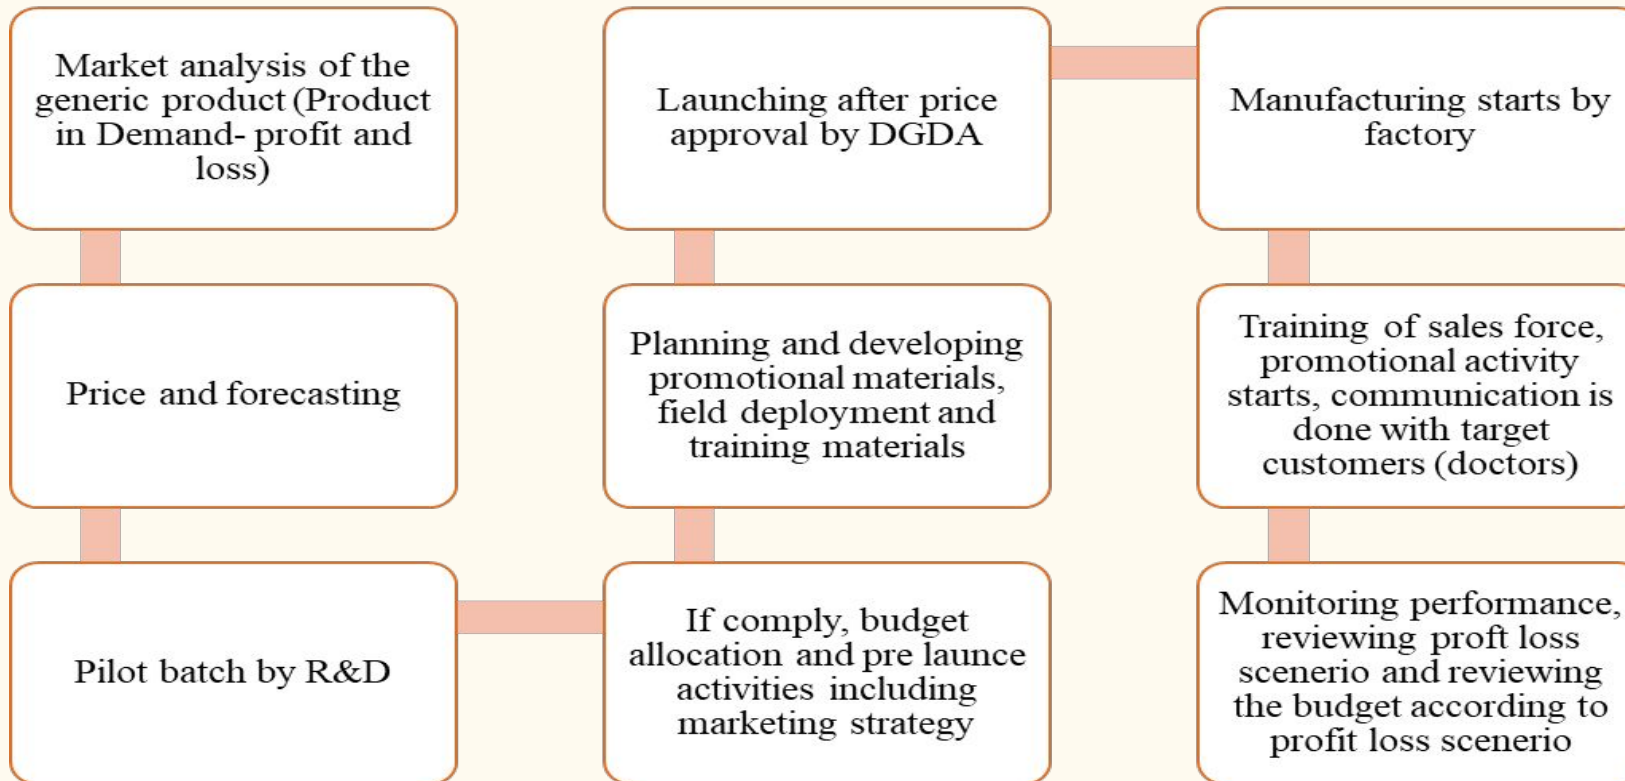 Market analysis of the
generic product (Product
in Demand- profit and
loss)
Price and forecasting
Pilot batch by R&D
If comply, budget
allocation and pre launce
activities including
marketing strategy
Planning and developing
promotional materials,
field deployment and
training materials
Launching after price
approval by DGDA
Manufacturing starts by
factory
Training of sales force,
promotional activity
starts, communication is
done with target
customers (doctors)
Monitoring performance,
reviewing proft loss
scenerio and reviewing
the budget according to
profit loss scenerio